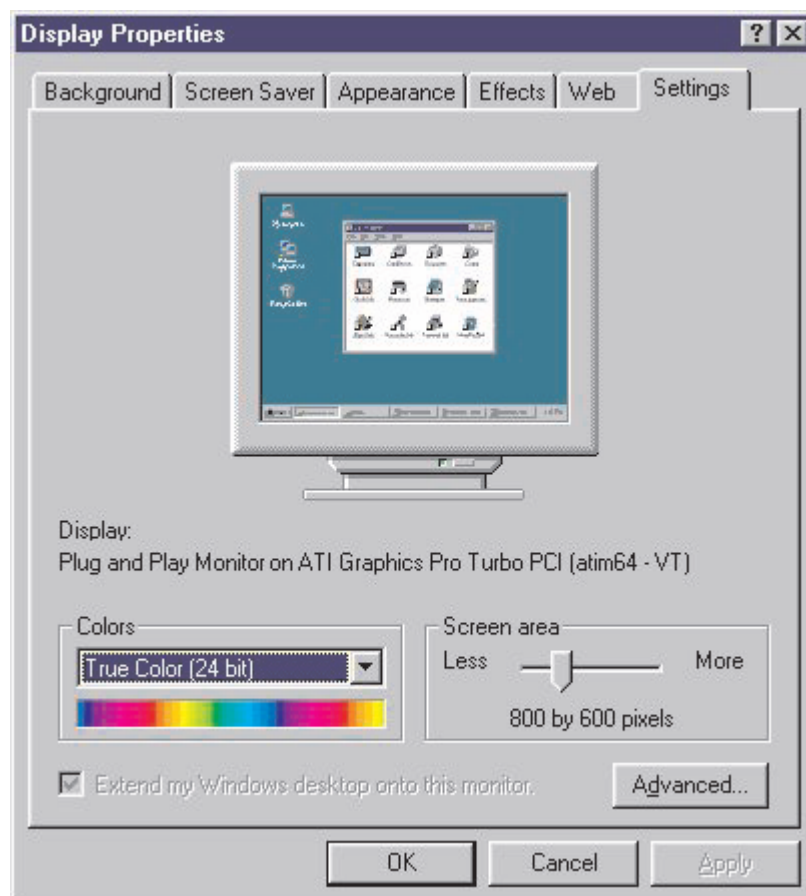 Display Properties
Background Screen Saver Appearance Effects Web Settings
Display:
Plug and Play Monitor on ATI Graphics Pro Turbo PCI (atim64 - VT)
Colors
True Color (24 bit)
Screen area
Less More
800 by 600 pixels
Extend my Windows desktop onto this monitor.
Advanced...
OK Cancel Apply